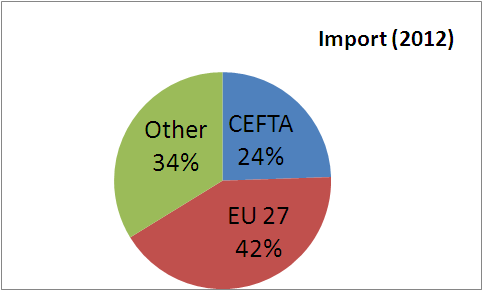 Import (2012)
CEFTA
24%
Other
34%
EU 27
42%